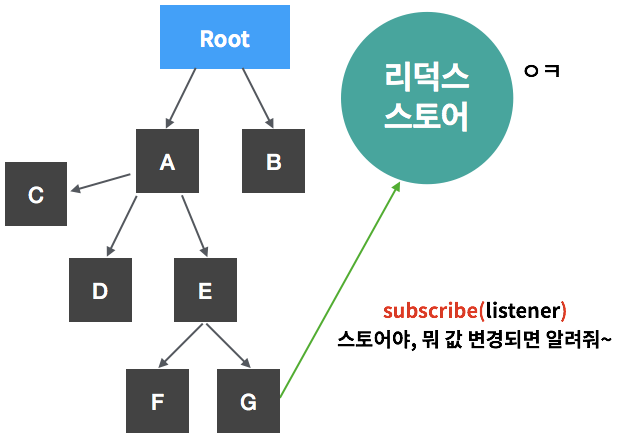 Root
리덕스
스토어
ㅇㅋ
A
B
C
D
E
subscribe(listener)
스토어야, 뭐 값 변경되면 알려줘~
F
G